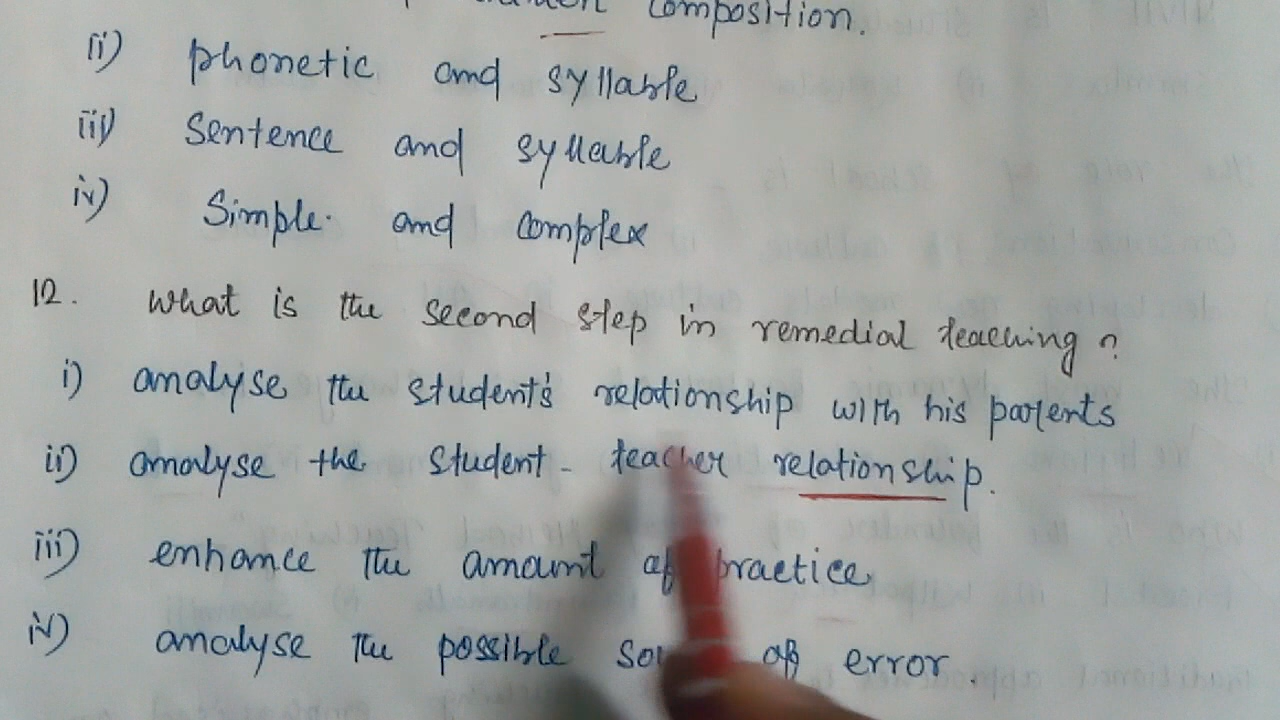 composition.
ii) phonetic and syllable
iii) sentence and syllable
iv) Simple and complex
12. what is the second step in remedial teaching?
i) analyse the student's relationship with his parents
ii) analyse the student - teacher relationship.
iii) enhance the amount of practice
iv) analyse the possible of error.